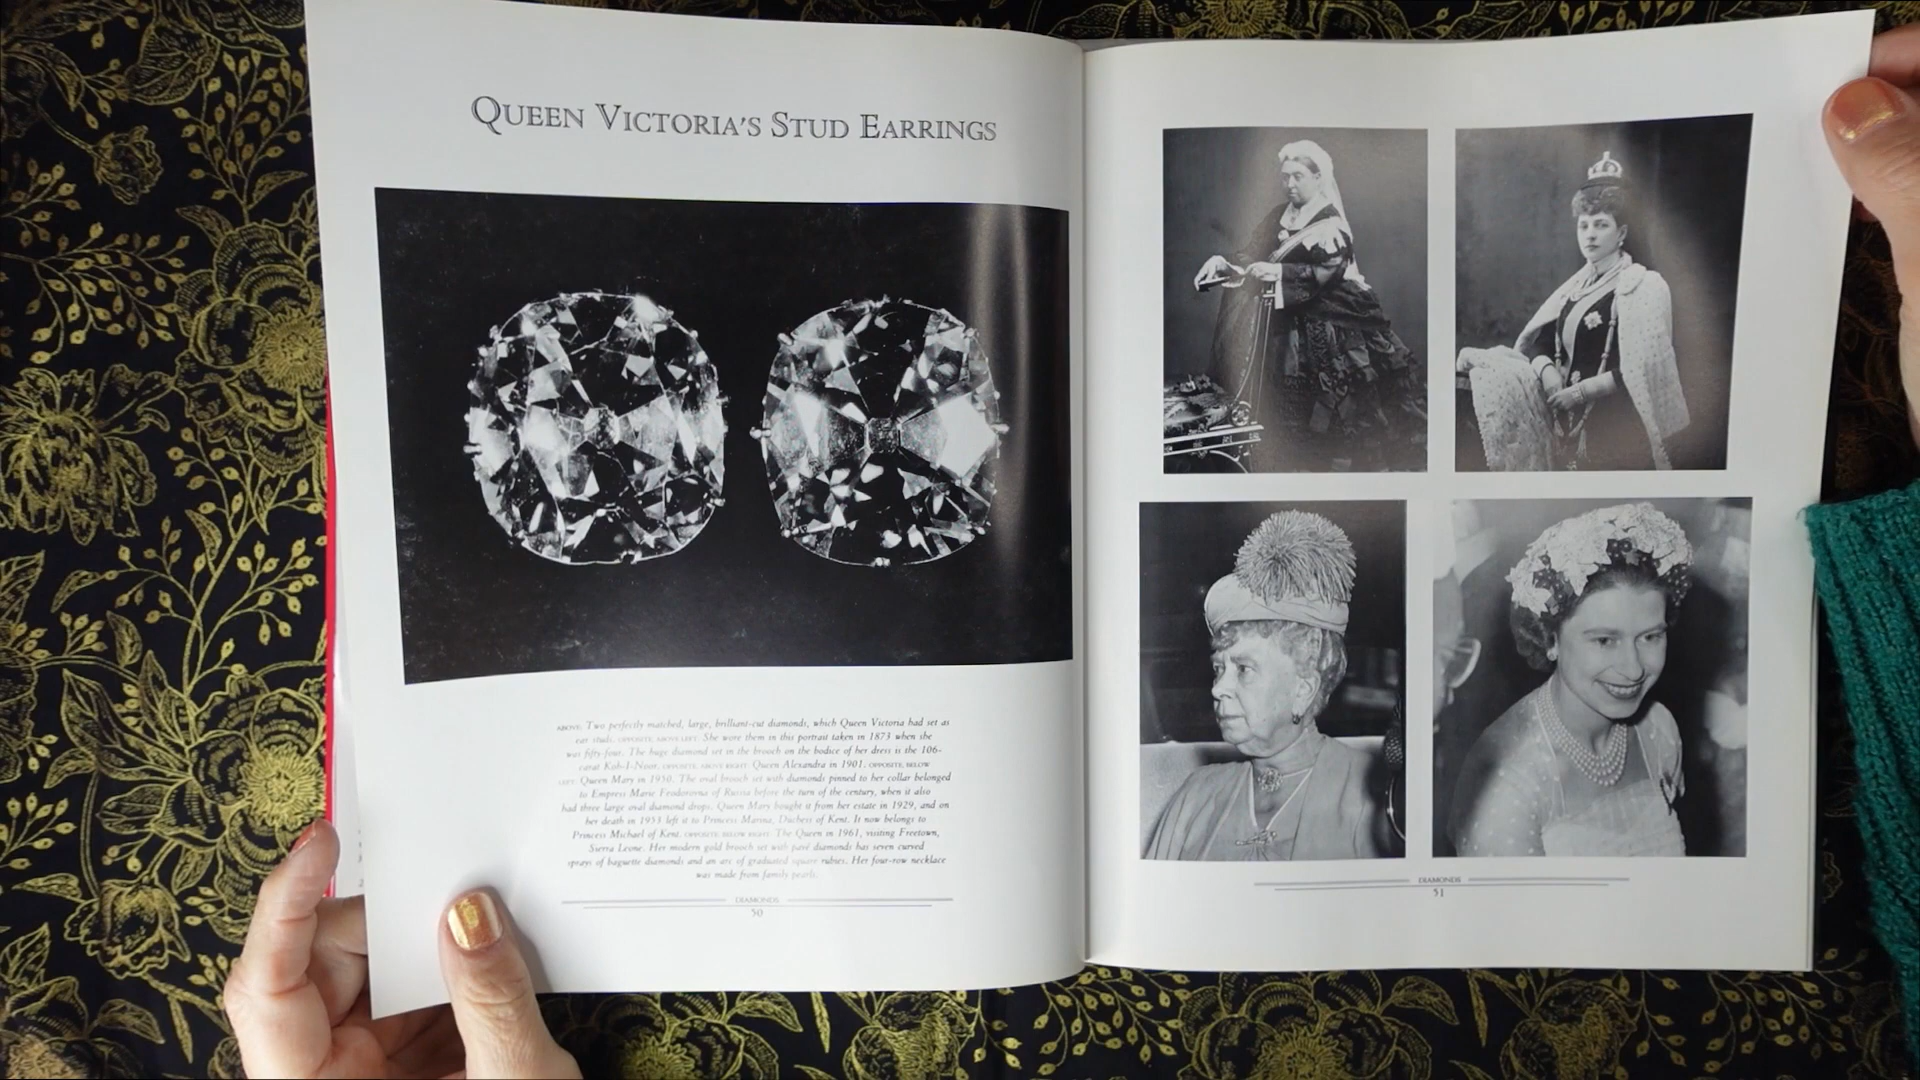 QUEEN VICTORIA'S STUD EARRINGS
ABOVE: Two perfectly matched, large, brilliant-cut diamonds, which Queen Victoria had set as
ear studs. OPPOSITE, ABOVE LEFT: She wore them in this portrait taken in 1873 when she
was fifty-four. The huge diamond set in the brooch on the bodice of her dress is the 106-
carat Koh-I-Noor. OPPOSITE, ABOVE RIGHT: Queen Alexandra in 1901. OPPOSITE, BELOW
LEFT: Queen Mary in 1950. The oval brooch set with diamonds pinned to her collar belonged
to Empress Marie Feodorovna of Russia before the turn of the century, when it also
had three large oval diamond drops. Queen Mary bought it from her estate in 1929, and on
her death in 1953 left it to Princess Marina, Duchess of Kent. It now belongs to
Princess Michael of Kent. OPPOSITE, BELOW RIGHT: The Queen in 1961, visiting Freetown,
Sierra Leone. Her modern gold brooch set with pavé diamonds has seven curved
sprays of baguette diamonds and an arc of graduated square rubies. Her four-row necklace
was made from family pearls.
DIAMONDS
50
DIAMONDS
51